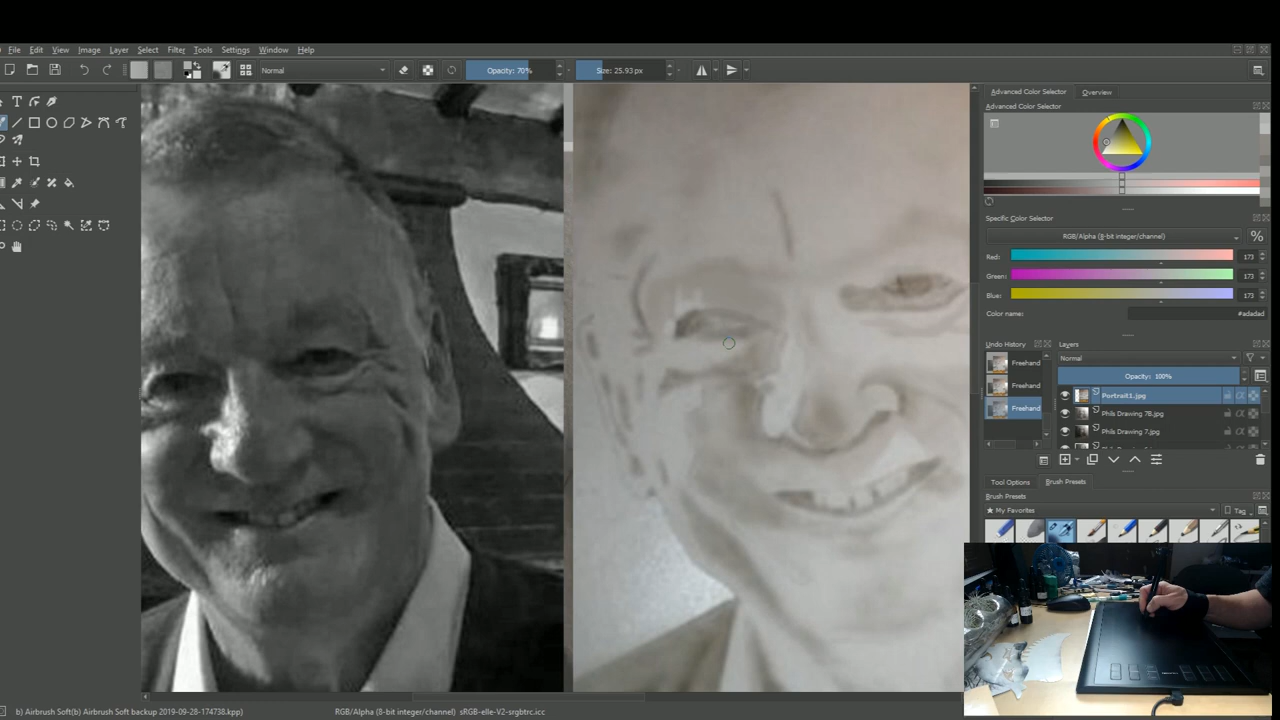 File Edit View Image Layer Select Filter Tools Settings Window Help
Normal Opacity: 70% Size: 25.93 px
Advanced Color Selector Overview
Advanced Color Selector
Specific Color Selector
RGB/Alpha (8-bit integer/channel) %
Red: 173
Green: 173
Blue: 173
Color name: #adadad
Undo History Layers
Freehand
Freehand
Freehand
Normal
Opacity: 100%
Portrait1.jpg
Phils Drawing 7B.jpg
Phils Drawing 7.jpg
Tool Options Brush Presets
Brush Presets
★ My Favorites Tag
b) Airbrush Soft(b) Airbrush Soft backup 2019-09-28-174738.kpp) RGB/Alpha (8-bit integer/channel) sRGB-elle-V2-srgbtrc.icc